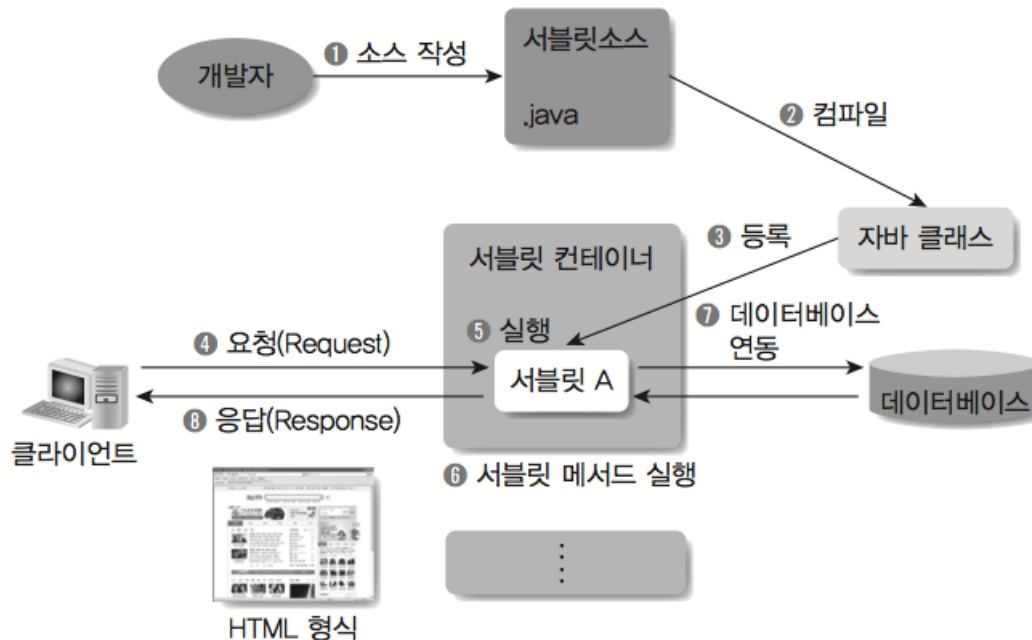 개발자
❶ 소스 작성
서블릿소스
.java
❷ 컴파일
자바 클래스
❸ 등록
서블릿 컨테이너
❹ 요청(Request)
❺ 실행
서블릿 A
❼ 데이터베이스
연동
데이터베이스
❽ 응답(Response)
클라이언트
❻ 서블릿 메서드 실행
HTML 형식